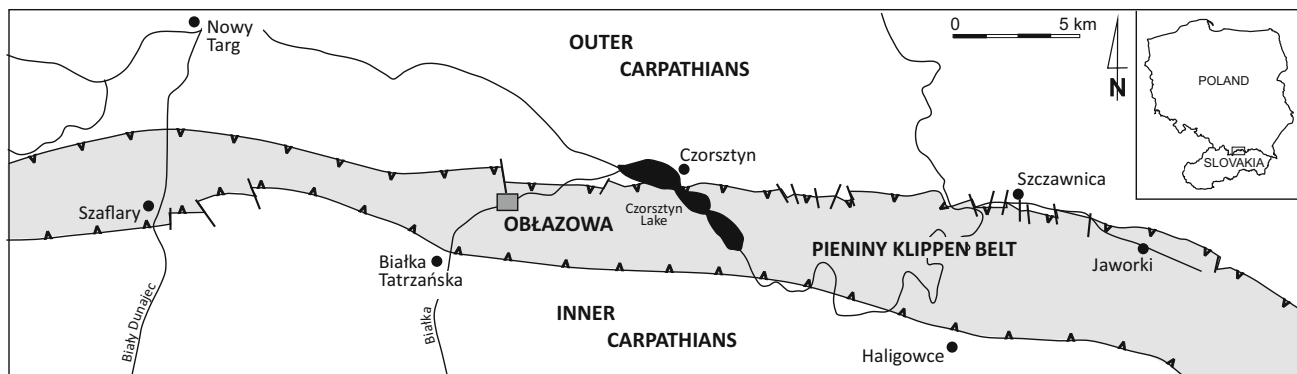 Nowy
Targ
OUTER
CARPATHIANS
0 5 km
N
POLAND
SLOVAKIA
Czorsztyn
Szczawnica
Szaflary
OBŁAZOWA
Czorsztyn
Lake
PIENINY KLIPPEN BELT
Jaworki
Białka
Tatrzańska
Biały Dunajec
Białka
INNER
CARPATHIANS
Haligowce